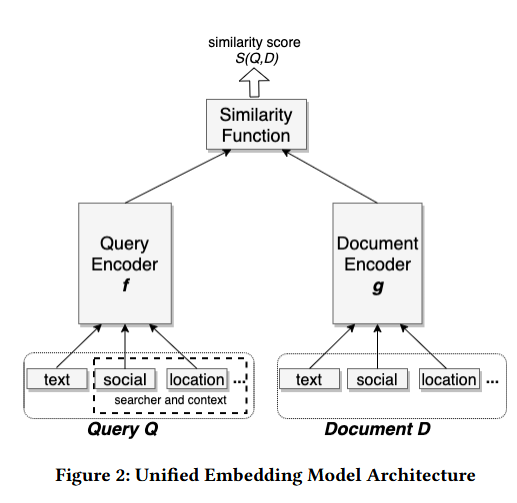 similarity score
S(Q,D)
Similarity
Function
Query
Encoder
f
Document
Encoder
g
text
social
location
...
searcher and context
Query Q
text
social
location
...
Document D
Figure 2: Unified Embedding Model Architecture